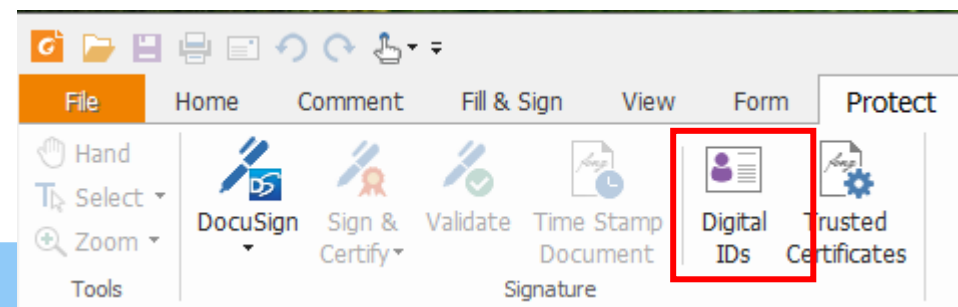 File Home Comment Fill & Sign View Form Protect
Hand
Select
Zoom
Tools
DocuSign
Sign &
Certify
Validate
Time Stamp
Document
Digital
IDs
Trusted
Certificates
Signature